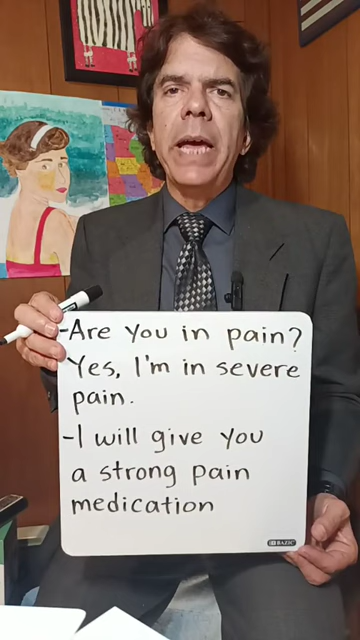 -Are you in pain?
Yes, I'm in severe
pain.
-I will give you
a strong pain
medication
BAZIC